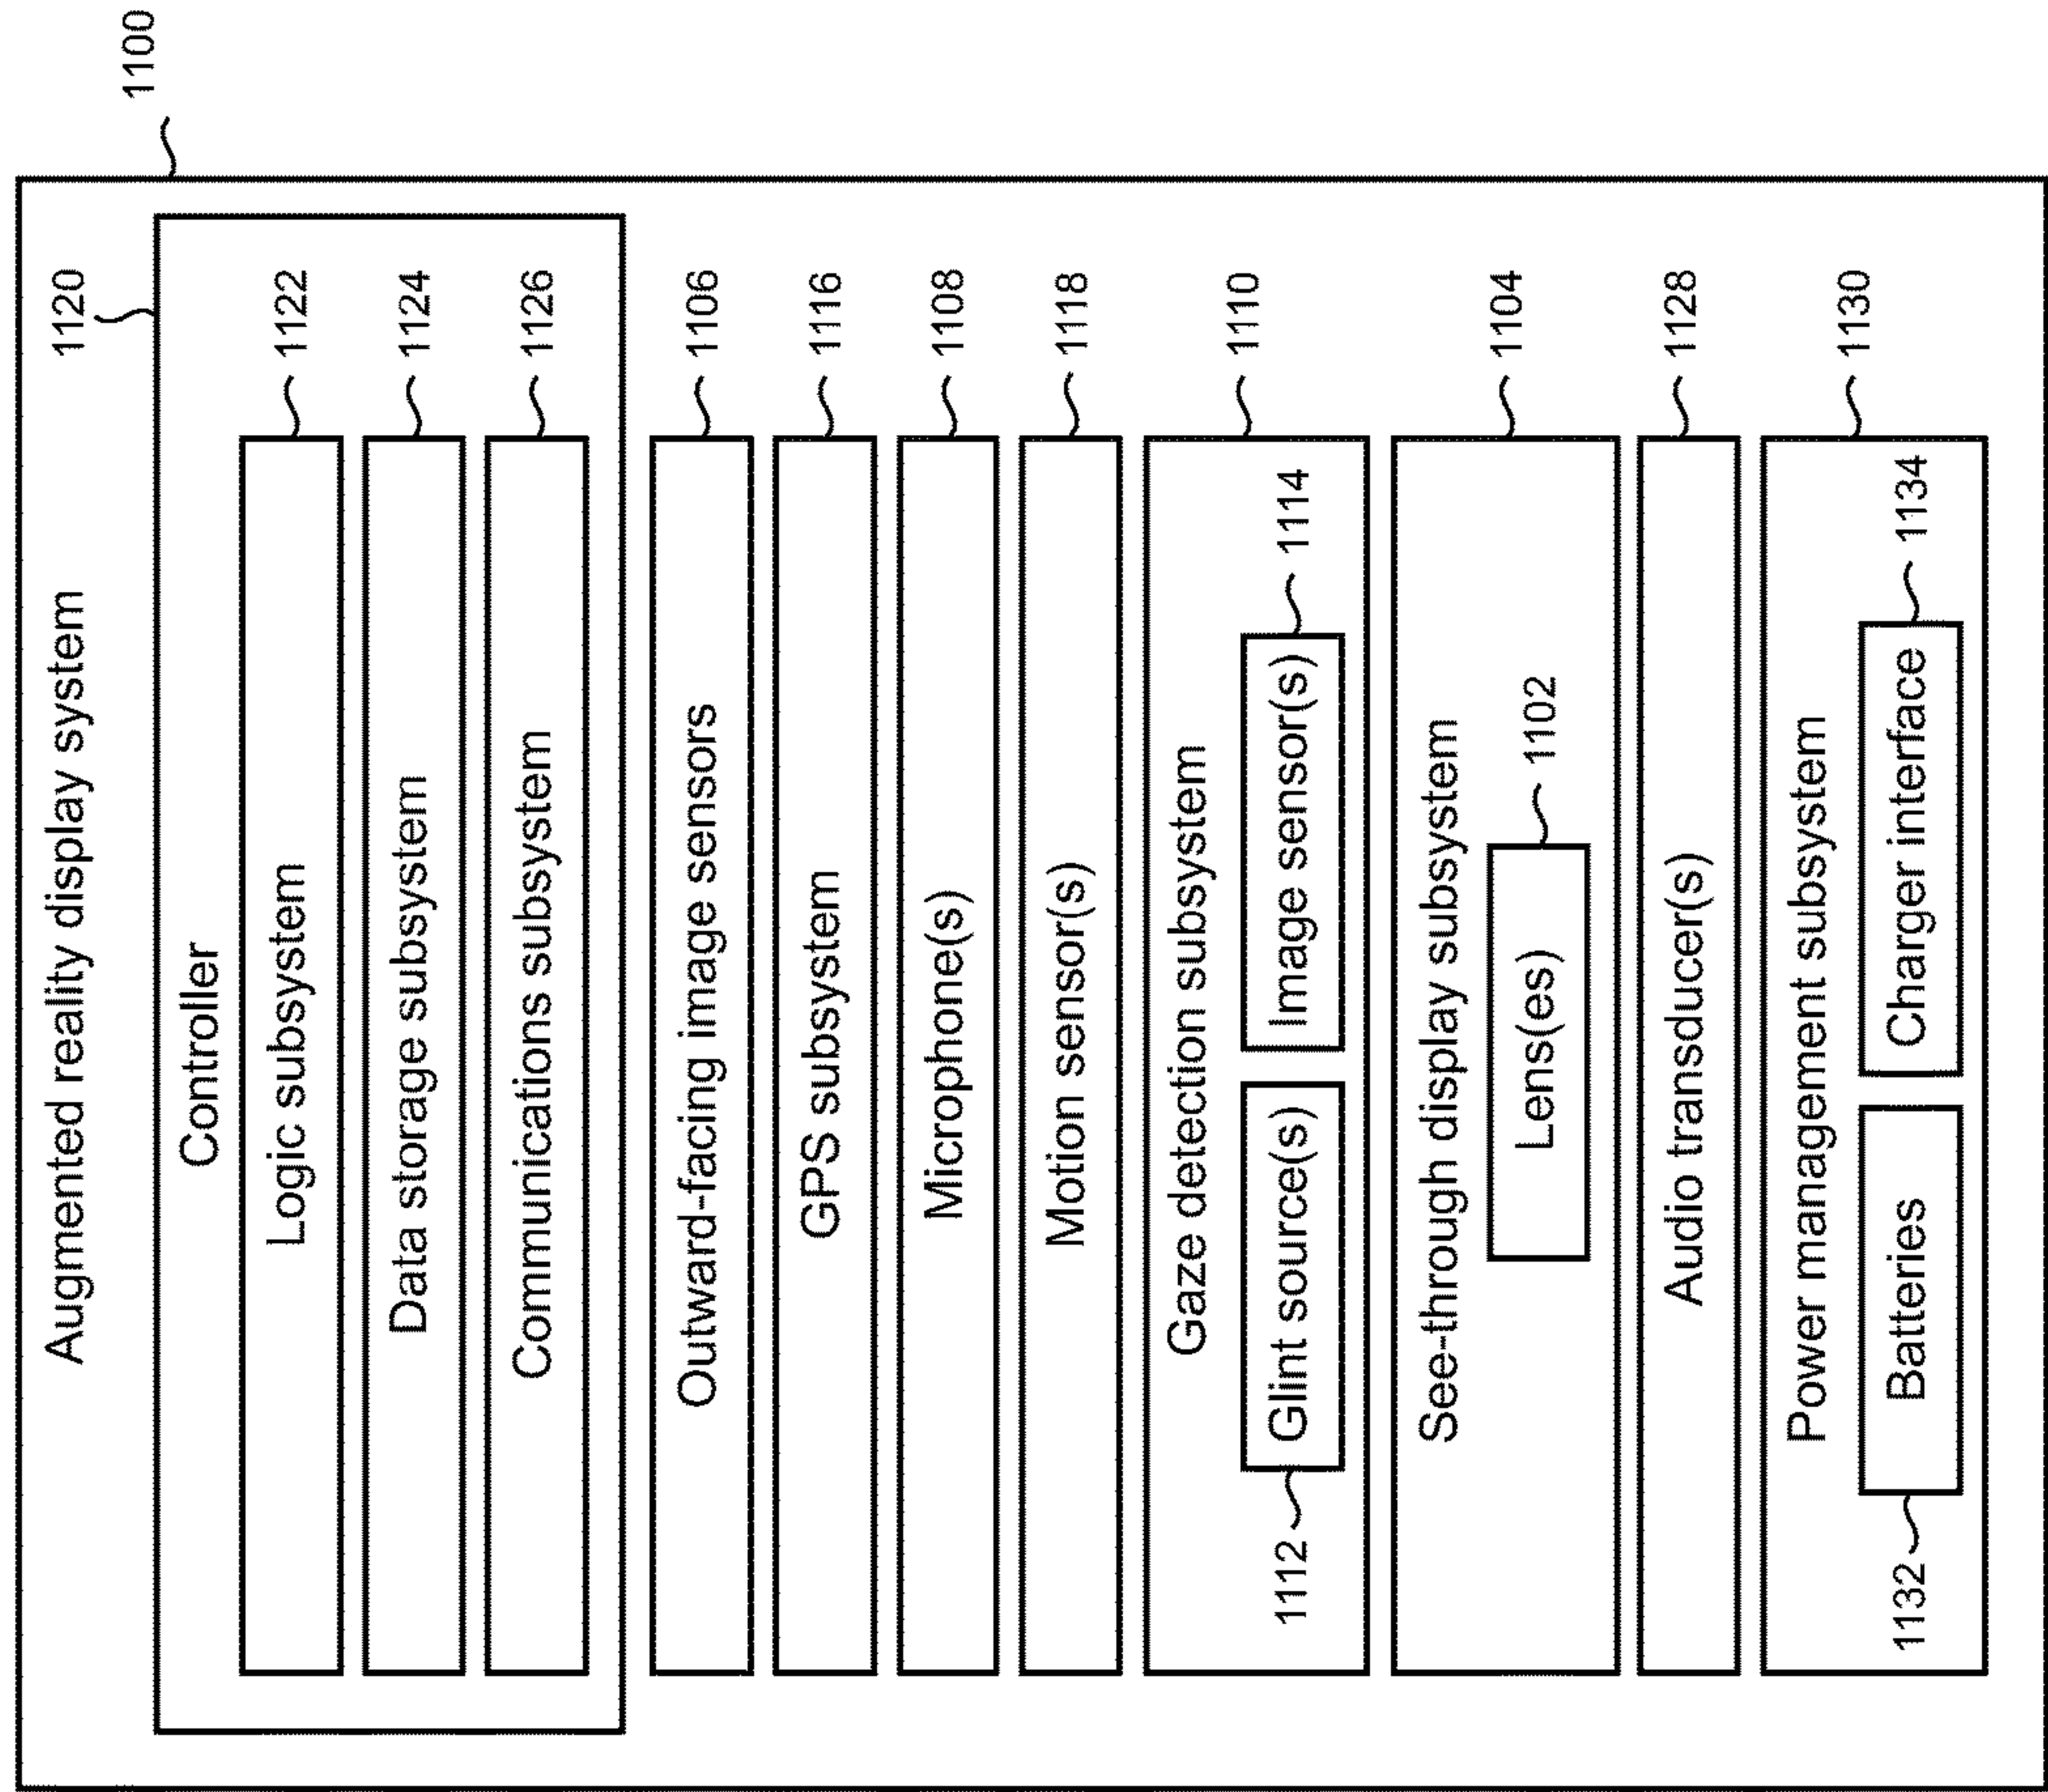 1100
Augmented reality display system
1120
Controller
Logic subsystem
1122
Data storage subsystem
1124
Communications subsystem
1126
Outward-facing image sensors
1106
GPS subsystem
1116
Microphone(s)
1108
Motion sensor(s)
1118
Gaze detection subsystem
1110
1112
Glint source(s)
Image sensor(s)
1114
See-through display subsystem
1104
Lens(es)
1102
Audio transducer(s)
1128
Power management subsystem
1130
1132
Batteries
Charger interface
1134